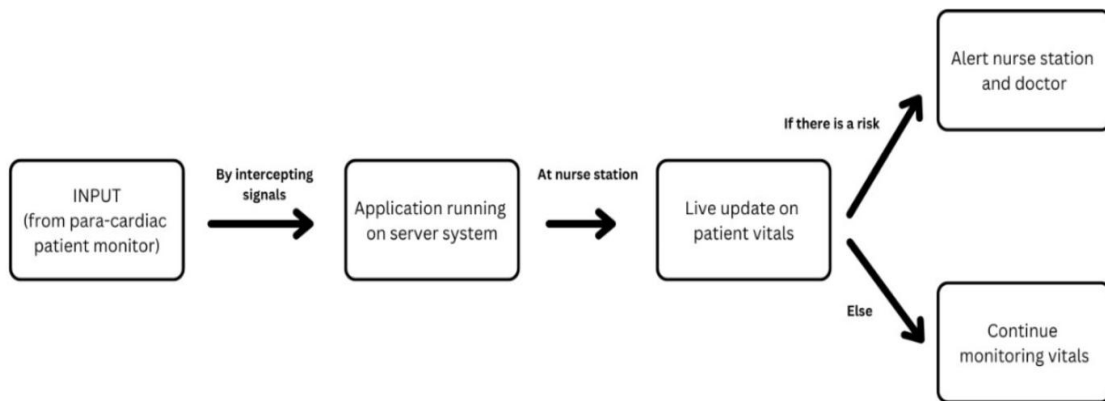 INPUT
(from para-cardiac
patient monitor)
By intercepting
signals
Application running
on server system
At nurse station
Live update on
patient vitals
If there is a risk
Alert nurse station
and doctor
Else
Continue
monitoring vitals